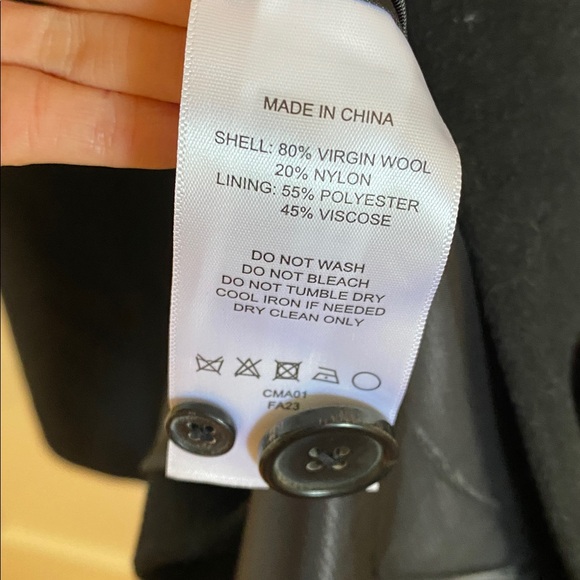 MADE IN CHINA
SHELL: 80% VIRGIN WOOL
20% NYLON
LINING: 55% POLYESTER
45% VISCOSE
DO NOT WASH
DO NOT BLEACH
DO NOT TUMBLE DRY
COOL IRON IF NEEDED
DRY CLEAN ONLY
CMA01
FA23